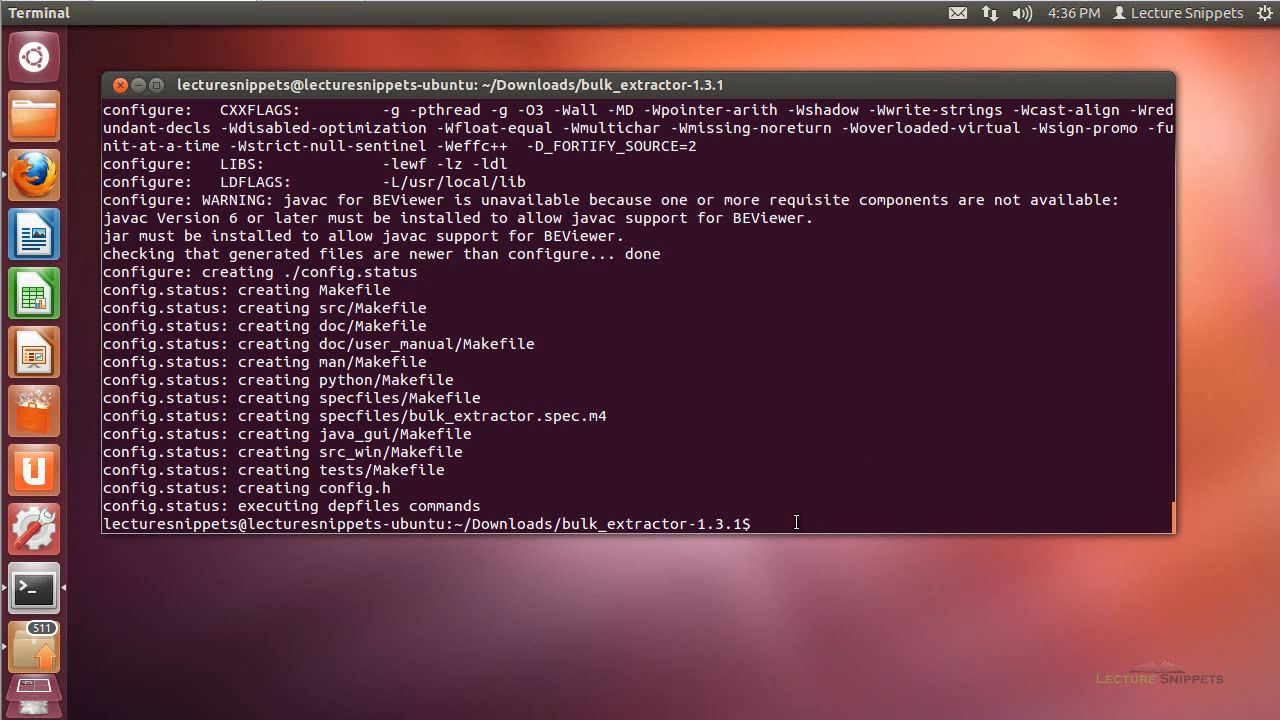 Terminal
4:36 PM
Lecture Snippets
lecturesnippets@lecturesnippets-ubuntu: ~/Downloads/bulk_extractor-1.3.1
configure:   CXXFLAGS:         -g -pthread -g -O3 -Wall -MD -Wpointer-arith -Wshadow -Wwrite-strings -Wcast-align -Wred
undant-decls -Wdisabled-optimization -Wfloat-equal -Wmultichar -Wmissing-noreturn -Woverloaded-virtual -Wsign-promo -fu
nit-at-a-time -Wstrict-null-sentinel -Weffc++  -D_FORTIFY_SOURCE=2
configure:   LIBS:             -lewf -lz -ldl
configure:   LDFLAGS:          -L/usr/local/lib
configure: WARNING: javac for BEViewer is unavailable because one or more requisite components are not available:
javac Version 6 or later must be installed to allow javac support for BEViewer.
jar must be installed to allow javac support for BEViewer.
checking that generated files are newer than configure... done
configure: creating ./config.status
config.status: creating Makefile
config.status: creating src/Makefile
config.status: creating doc/Makefile
config.status: creating doc/user_manual/Makefile
config.status: creating man/Makefile
config.status: creating python/Makefile
config.status: creating specfiles/Makefile
config.status: creating specfiles/bulk_extractor.spec.m4
config.status: creating java_gui/Makefile
config.status: creating src_win/Makefile
config.status: creating tests/Makefile
config.status: creating config.h
config.status: executing depfiles commands
lecturesnippets@lecturesnippets-ubuntu:~/Downloads/bulk_extractor-1.3.1$
511
LECTURE SNIPPETS